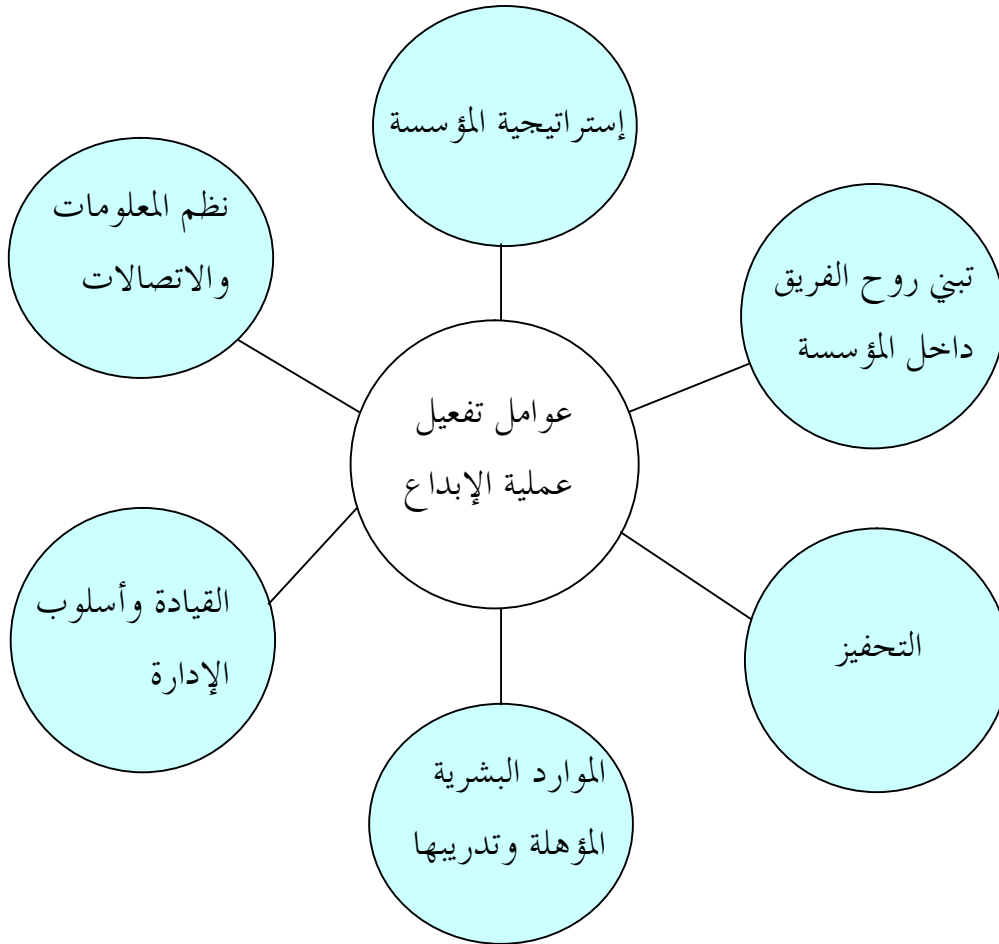 إستراتيجية المؤسسة
تبني روح الفريق
داخل المؤسسة
نظم المعلومات
والاتصالات
عوامل تفعيل
عملية الإبداع
التحفيز
القيادة وأسلوب
الإدارة
الموارد البشرية
المؤهلة وتدريبها